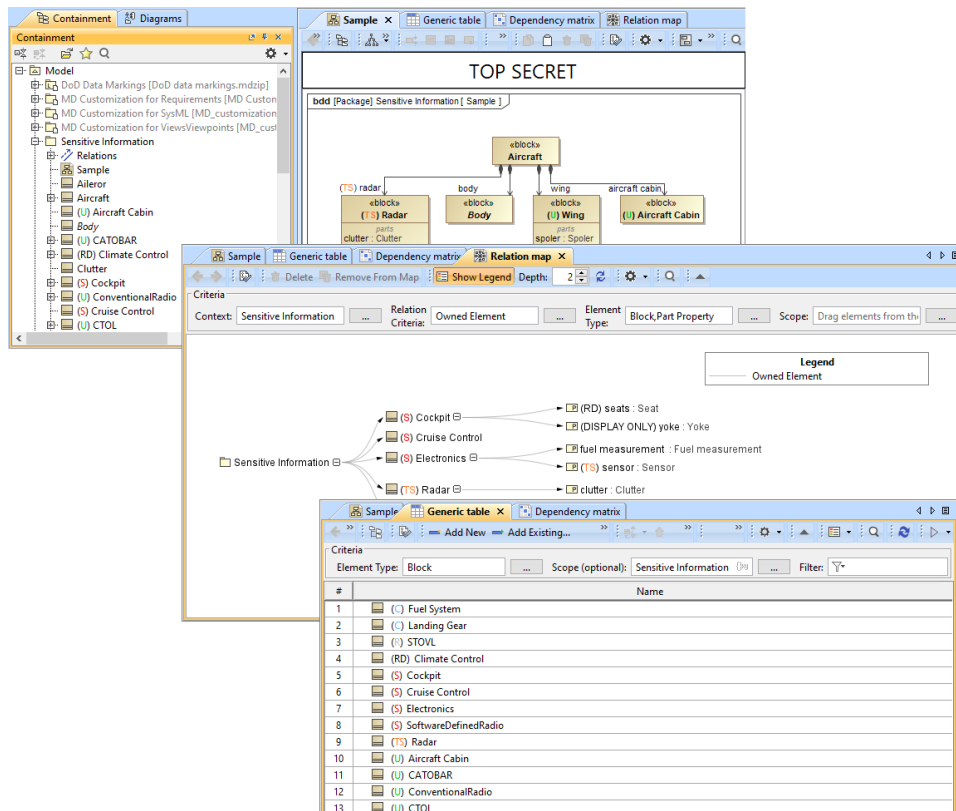 Containment
Diagrams
Containment
Model
DoD Data Markings [DoD data markings.mdzip]
MD Customization for Requirements [MD Custon
MD Customization for SysML [MD_customization
MD Customization for ViewsViewpoints [MD_cust
Sensitive Information
Relations
Sample
Aileror
Aircraft
(U) Aircraft Cabin
Body
(U) CATOBAR
(RD) Climate Control
Clutter
(S) Cockpit
(U) ConventionalRadio
(S) Cruise Control
(U) CTOL
Sample
Generic table
Dependency matrix
Relation map
TOP SECRET
bdd [Package] Sensitive Information [ Sample ]
«block»
Aircraft
(TS) radar
body
wing
aircraft cabin
«block»
(TS) Radar
parts
clutter : Clutter
«block»
Body
«block»
(U) Wing
parts
spoler : Spoler
«block»
(U) Aircraft Cabin
Sample
Generic table
Dependency matrix
Relation map
Delete
Remove From Map
Show Legend
Depth: 2
Criteria
Context: Sensitive Information ...
Relation Criteria: Owned Element ...
Element Type: Block,Part Property ...
Scope: Drag elements from the ...
Legend
Owned Element
Sensitive Information
(S) Cockpit
(RD) seats : Seat
(DISPLAY ONLY) yoke : Yoke
(S) Cruise Control
(S) Electronics
fuel measurement : Fuel measurement
(TS) sensor : Sensor
(TS) Radar
clutter : Clutter
Sample
Generic table
Dependency matrix
Add New
Add Existing...
Criteria
Element Type: Block ...
Scope (optional): Sensitive Information ...
Filter:
# Name
1 (C) Fuel System
2 (C) Landing Gear
3 (R) STOVL
4 (RD) Climate Control
5 (S) Cockpit
6 (S) Cruise Control
7 (S) Electronics
8 (S) SoftwareDefinedRadio
9 (TS) Radar
10 (U) Aircraft Cabin
11 (U) CATOBAR
12 (U) ConventionalRadio
13 (U) CTOL